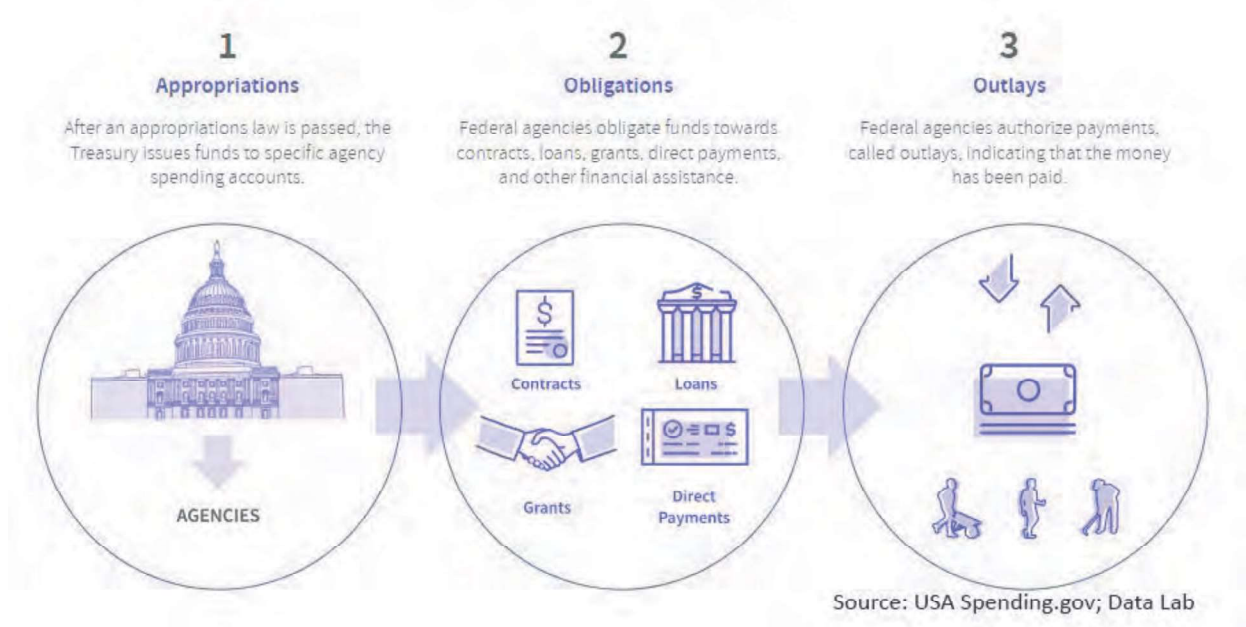 1
Appropriations
After an appropriations law is passed, the
Treasury issues funds to specific agency
spending accounts.
AGENCIES
2
Obligations
Federal agencies obligate funds towards
contracts, loans, grants, direct payments,
and other financial assistance.
$
Contracts
$
Loans
Grants
$
Direct
Payments
3
Outlays
Federal agencies authorize payments,
called outlays, indicating that the money
has been paid.
Source: USA Spending.gov; Data Lab